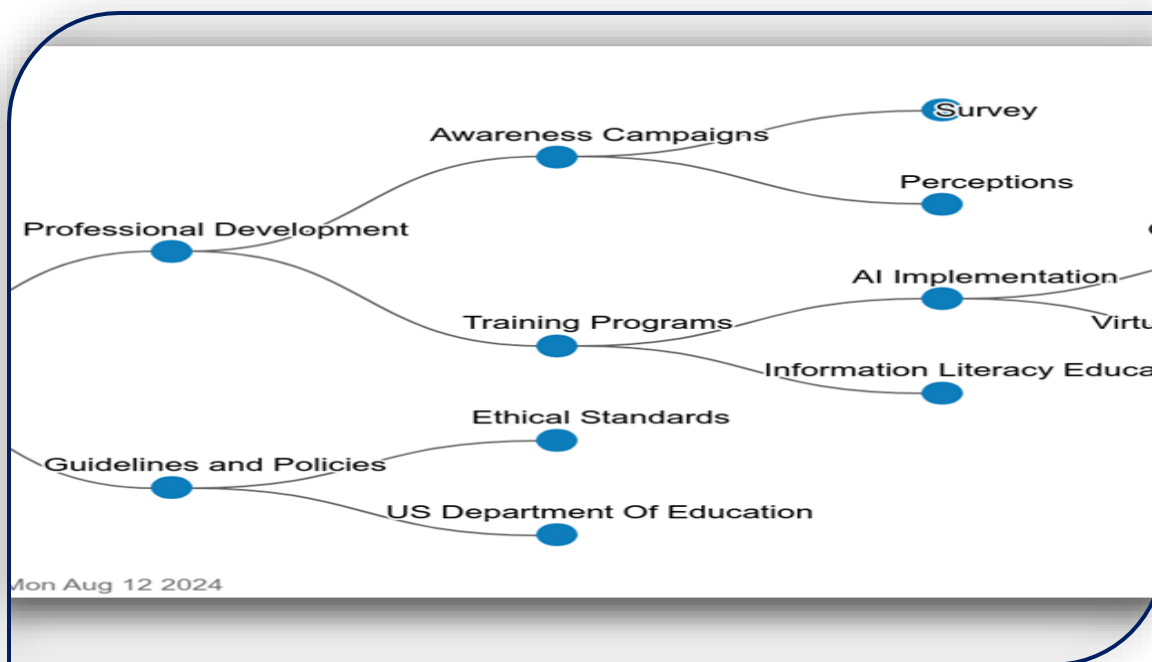 Survey
Awareness Campaigns
Perceptions
Professional Development
AI Implementation
Training Programs
Information Literacy
Ethical Standards
Guidelines and Policies
US Department Of Education
Mon Aug 12 2024